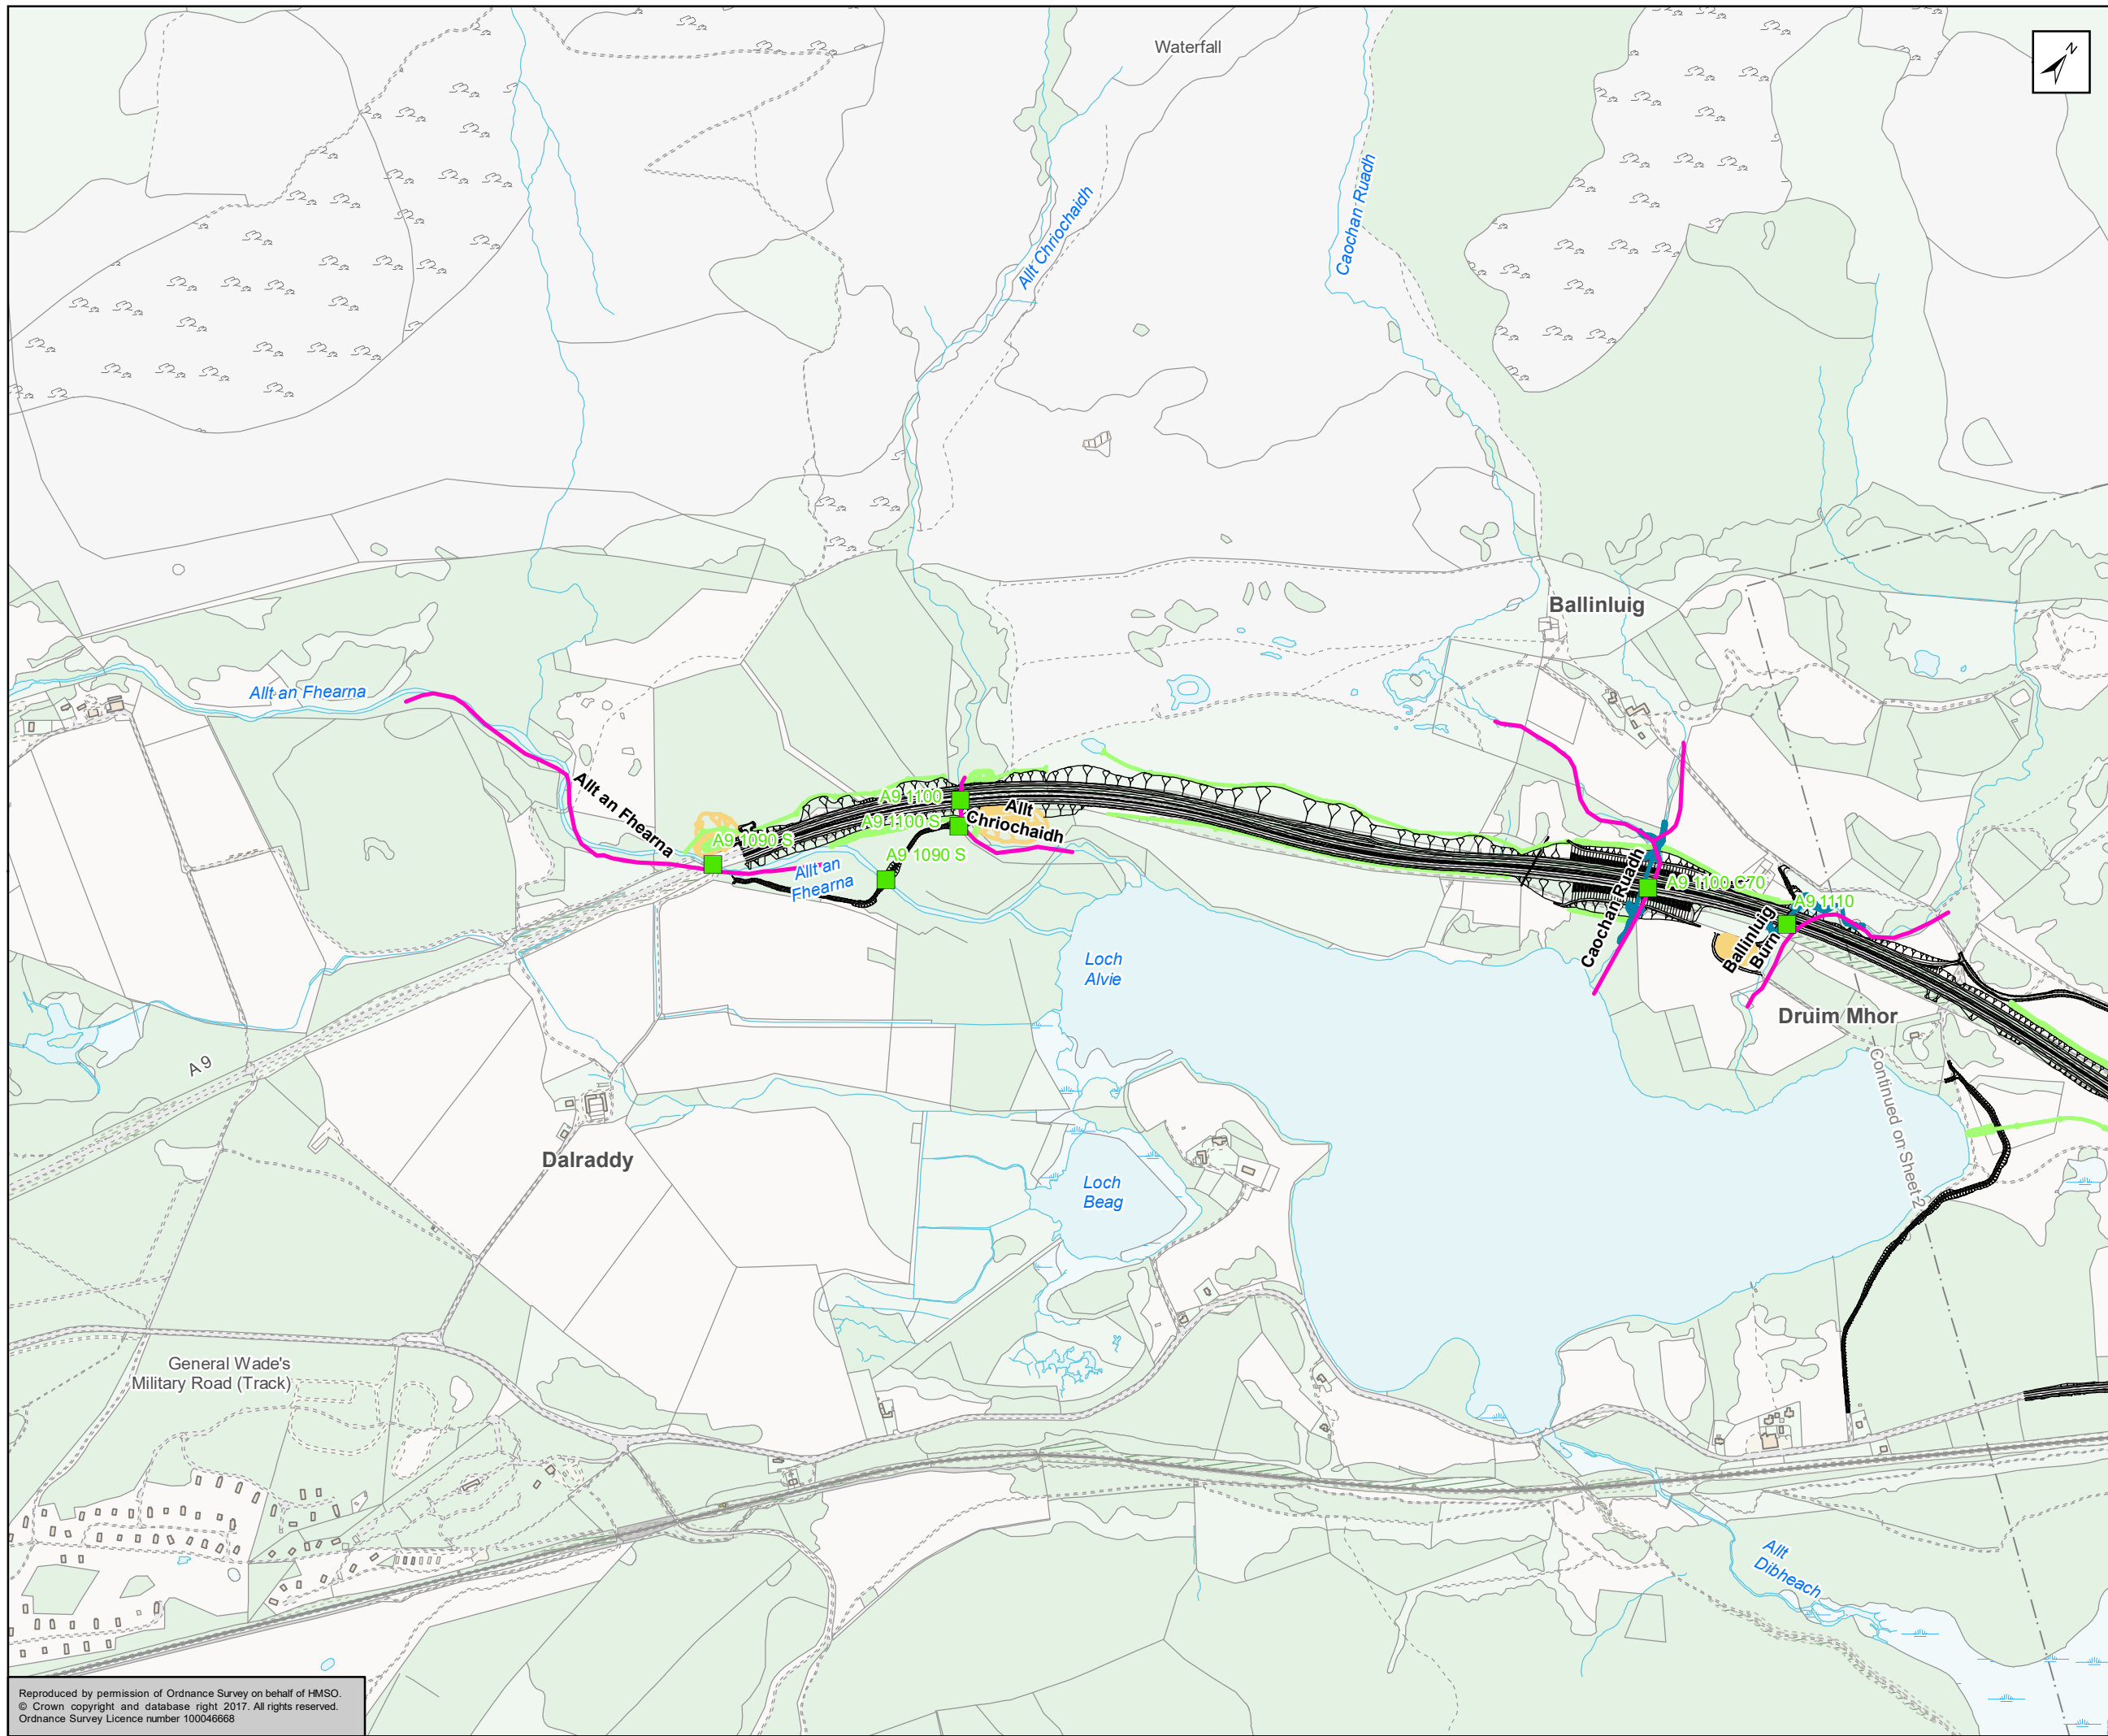 Waterfall
N
Allt Chriochaidh
Caochan Ruadh
Ballinluig
Allt an Fhearna
Allt an Fhearna
A9 1100
Allt
Chriochaidh
A9 1100 S
A9 1090 S
A9 1090 S
Allt an
Fhearna
Caochan Ruadh
A9 1100 C70
A9 1110
Ballinluig
Burn
Loch
Alvie
Druim Mhor
A 9
Continued on Sheet 2
Dalraddy
Loch
Beag
General Wade's
Military Road (Track)
Allt
Dibheach
Reproduced by permission of Ordnance Survey on behalf of HMSO.
© Crown copyright and database right 2017. All rights reserved.
Ordnance Survey Licence number 100046668